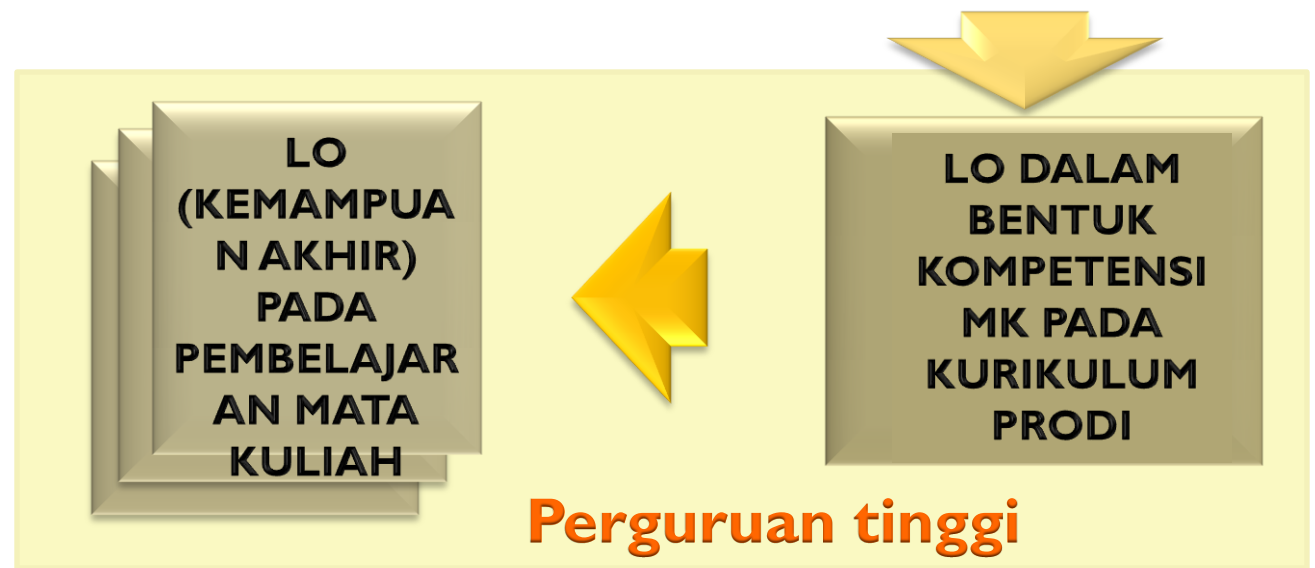 LO
(KEMAMPUA
N AKHIR)
PADA
PEMBELAJAR
AN MATA
KULIAH
LO DALAM
BENTUK
KOMPETENSI
MK PADA
KURIKULUM
PRODI
Perguruan tinggi